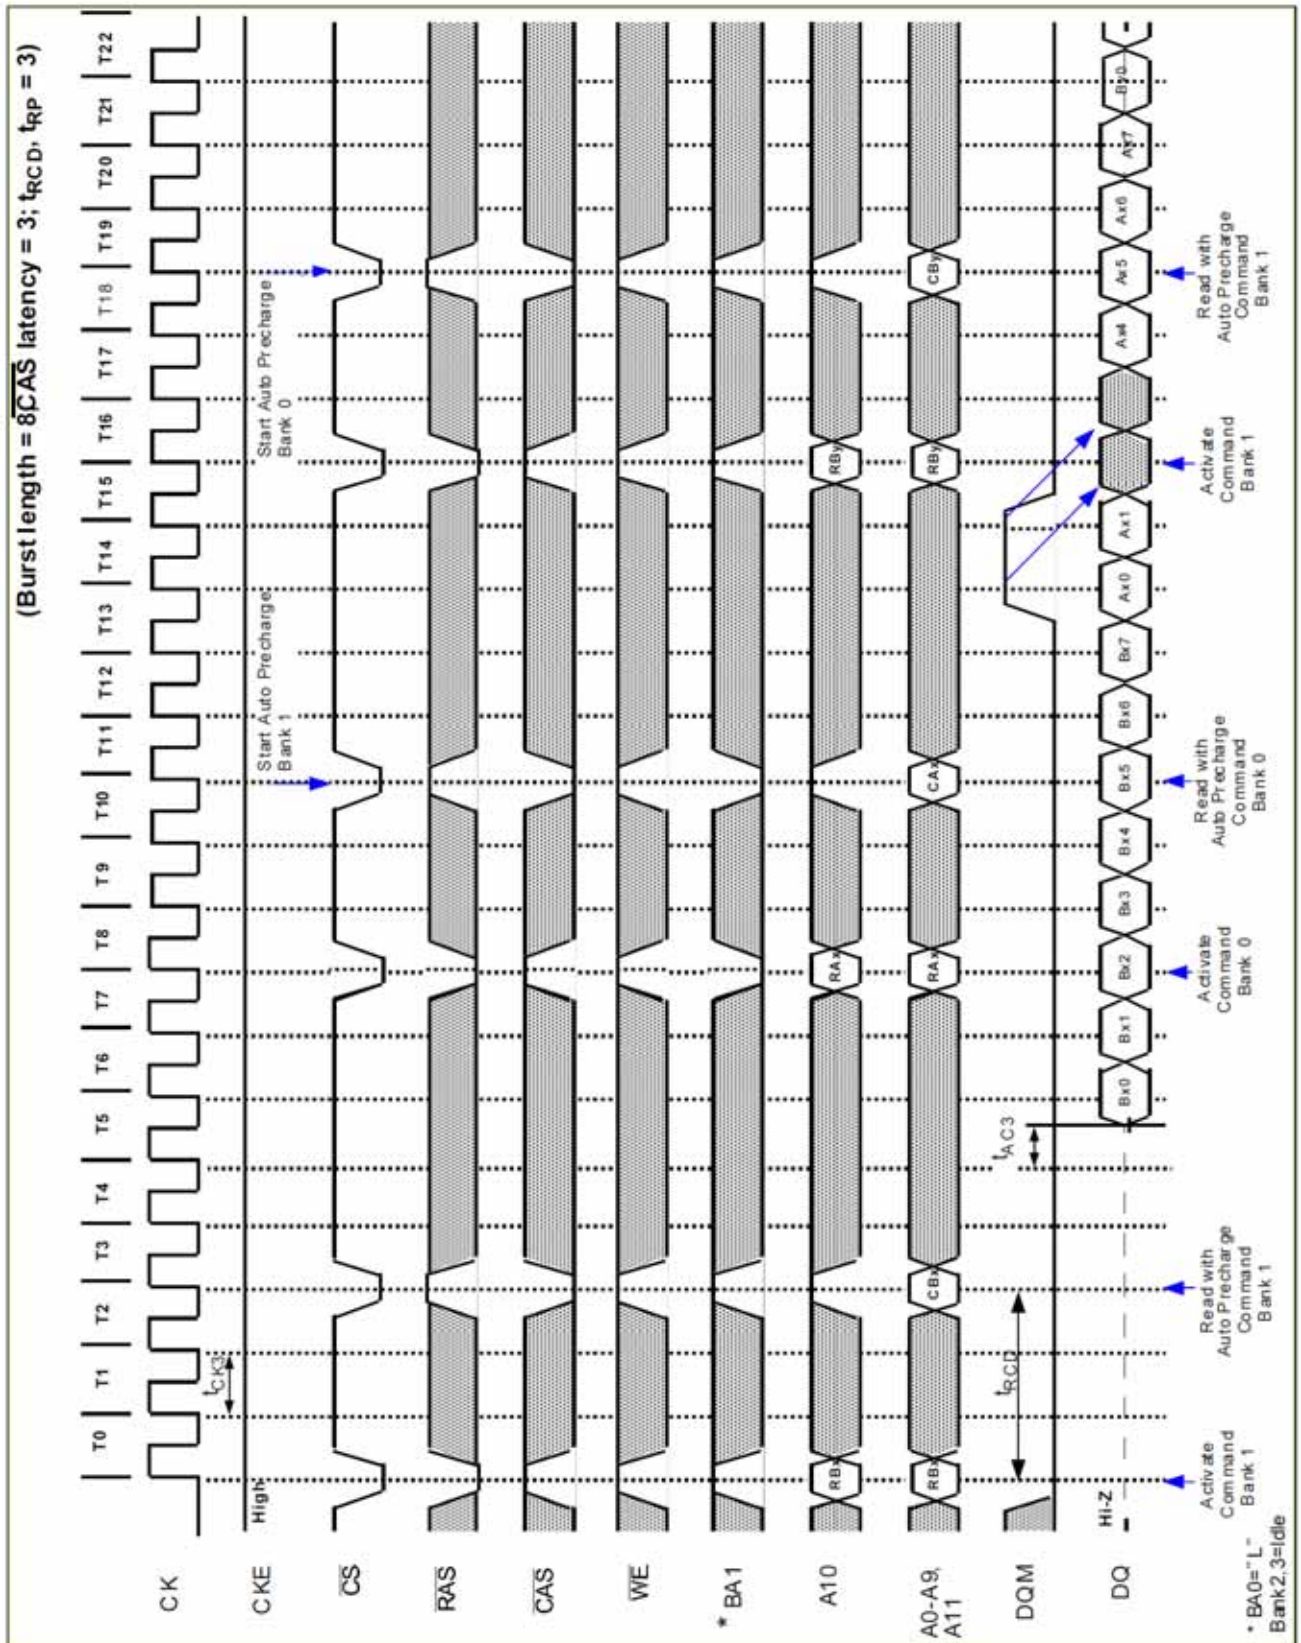 (Burst length = 8,CAS latency = 3; tRCD, tRP = 3)
T0 T1 T2 T3 T4 T5 T6 T7 T8 T9 T10 T11 T12 T13 T14 T15 T16 T17 T18 T19 T20 T21 T22
CK
tCK3
CKE
High
Start Auto Precharge
Bank 1
Start Auto Precharge
Bank 0
CS
RAS
CAS
WE
* BA1
A10
RBx RAx RBy
A0-A9,
A11
RBx CBx RAx CAx RBy CBy
DQM
tRCD
tAC3
DQ
Hi-Z
Bx0 Bx1 Bx2 Bx3 Bx4 Bx5 Bx6 Bx7 Ax0 Ax1 Ax4 Ax5 Ax6 Ax7 By0
Activate
Command
Bank 1
Read with
Auto Precharge
Command
Bank 1
Activate
Command
Bank 0
Read with
Auto Precharge
Command
Bank 0
Activate
Command
Bank 1
Read with
Auto Precharge
Command
Bank 1
* BA0="L"
Bank2,3=Idle